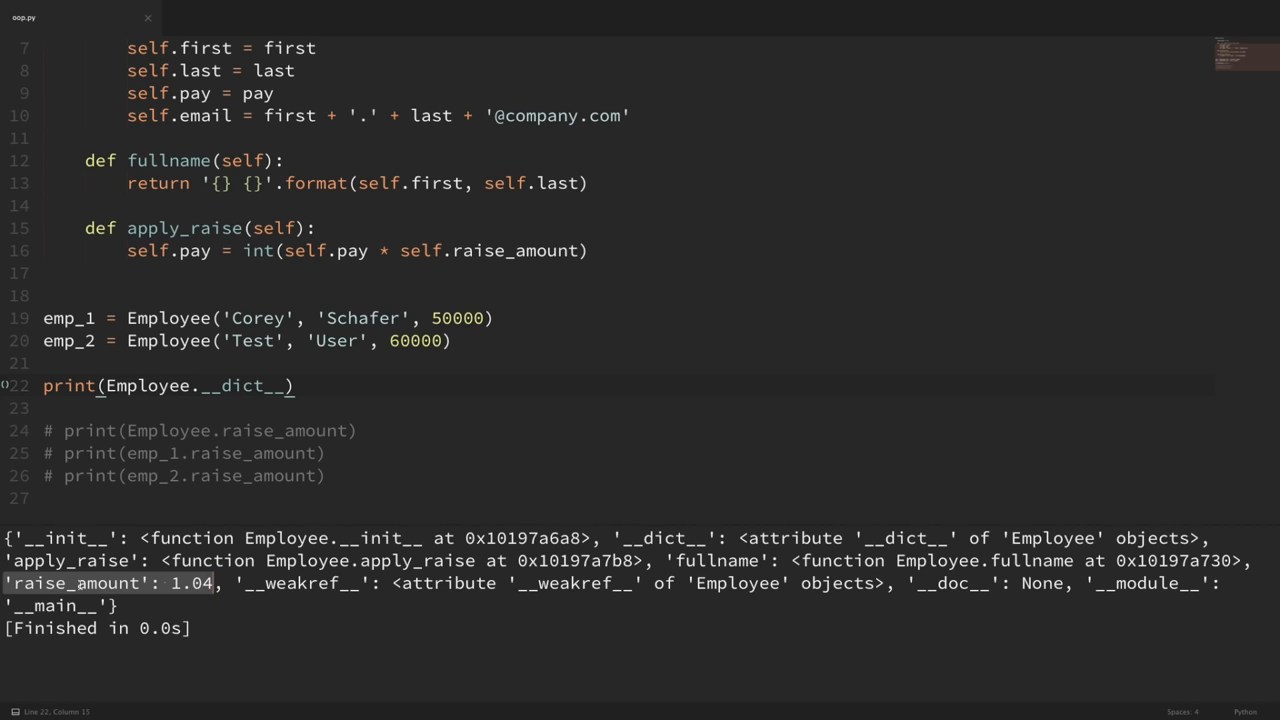 oop.py ×
7 self.first = first
8 self.last = last
9 self.pay = pay
10 self.email = first + '.' + last + '@company.com'
11
12 def fullname(self):
13 return '{} {}'.format(self.first, self.last)
14
15 def apply_raise(self):
16 self.pay = int(self.pay * self.raise_amount)
17
18
19 emp_1 = Employee('Corey', 'Schafer', 50000)
20 emp_2 = Employee('Test', 'User', 60000)
21
22 print(Employee.__dict__)
23
24 # print(Employee.raise_amount)
25 # print(emp_1.raise_amount)
26 # print(emp_2.raise_amount)
27
{'__init__': <function Employee.__init__ at 0x10197a6a8>, '__dict__': <attribute '__dict__' of 'Employee' objects>,
'apply_raise': <function Employee.apply_raise at 0x10197a7b8>, 'fullname': <function Employee.fullname at 0x10197a730>,
'raise_amount': 1.04, '__weakref__': <attribute '__weakref__' of 'Employee' objects>, '__doc__': None, '__module__':
'__main__'}
[Finished in 0.0s]
Line 22, Column 15 Spaces: 4 Python